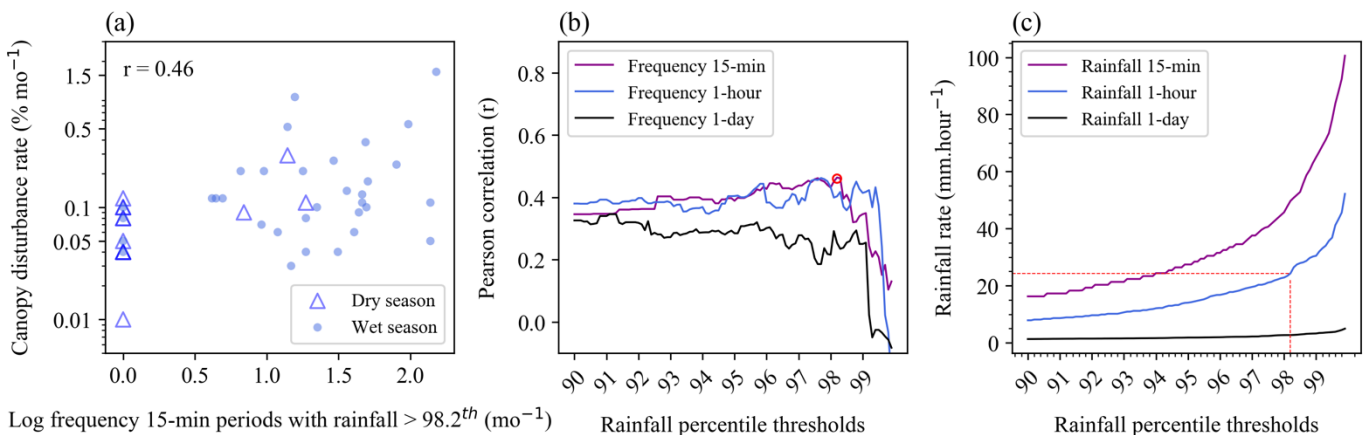 (a)
r = 0.46
Canopy disturbance rate (% mo⁻¹)
1.5
0.5
0.1
0.05
0.01
Dry season
Wet season
0.0 0.5 1.0 1.5 2.0
Log frequency 15-min periods with rainfall > 98.2ᵗʰ (mo⁻¹)
(b)
Frequency 15-min
Frequency 1-hour
Frequency 1-day
Pearson correlation (r)
0.8
0.6
0.4
0.2
0.0
90 91 92 93 94 95 96 97 98 99
Rainfall percentile thresholds
(c)
Rainfall 15-min
Rainfall 1-hour
Rainfall 1-day
Rainfall rate (mm.hour⁻¹)
100
80
60
40
20
0
90 91 92 93 94 95 96 97 98 99
Rainfall percentile thresholds